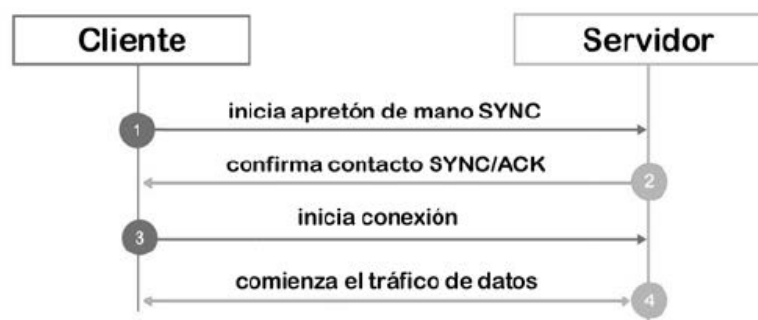 Cliente
Servidor
inicia apretón de mano SYNC
1
confirma contacto SYNC/ACK
2
inicia conexión
3
comienza el tráfico de datos
4